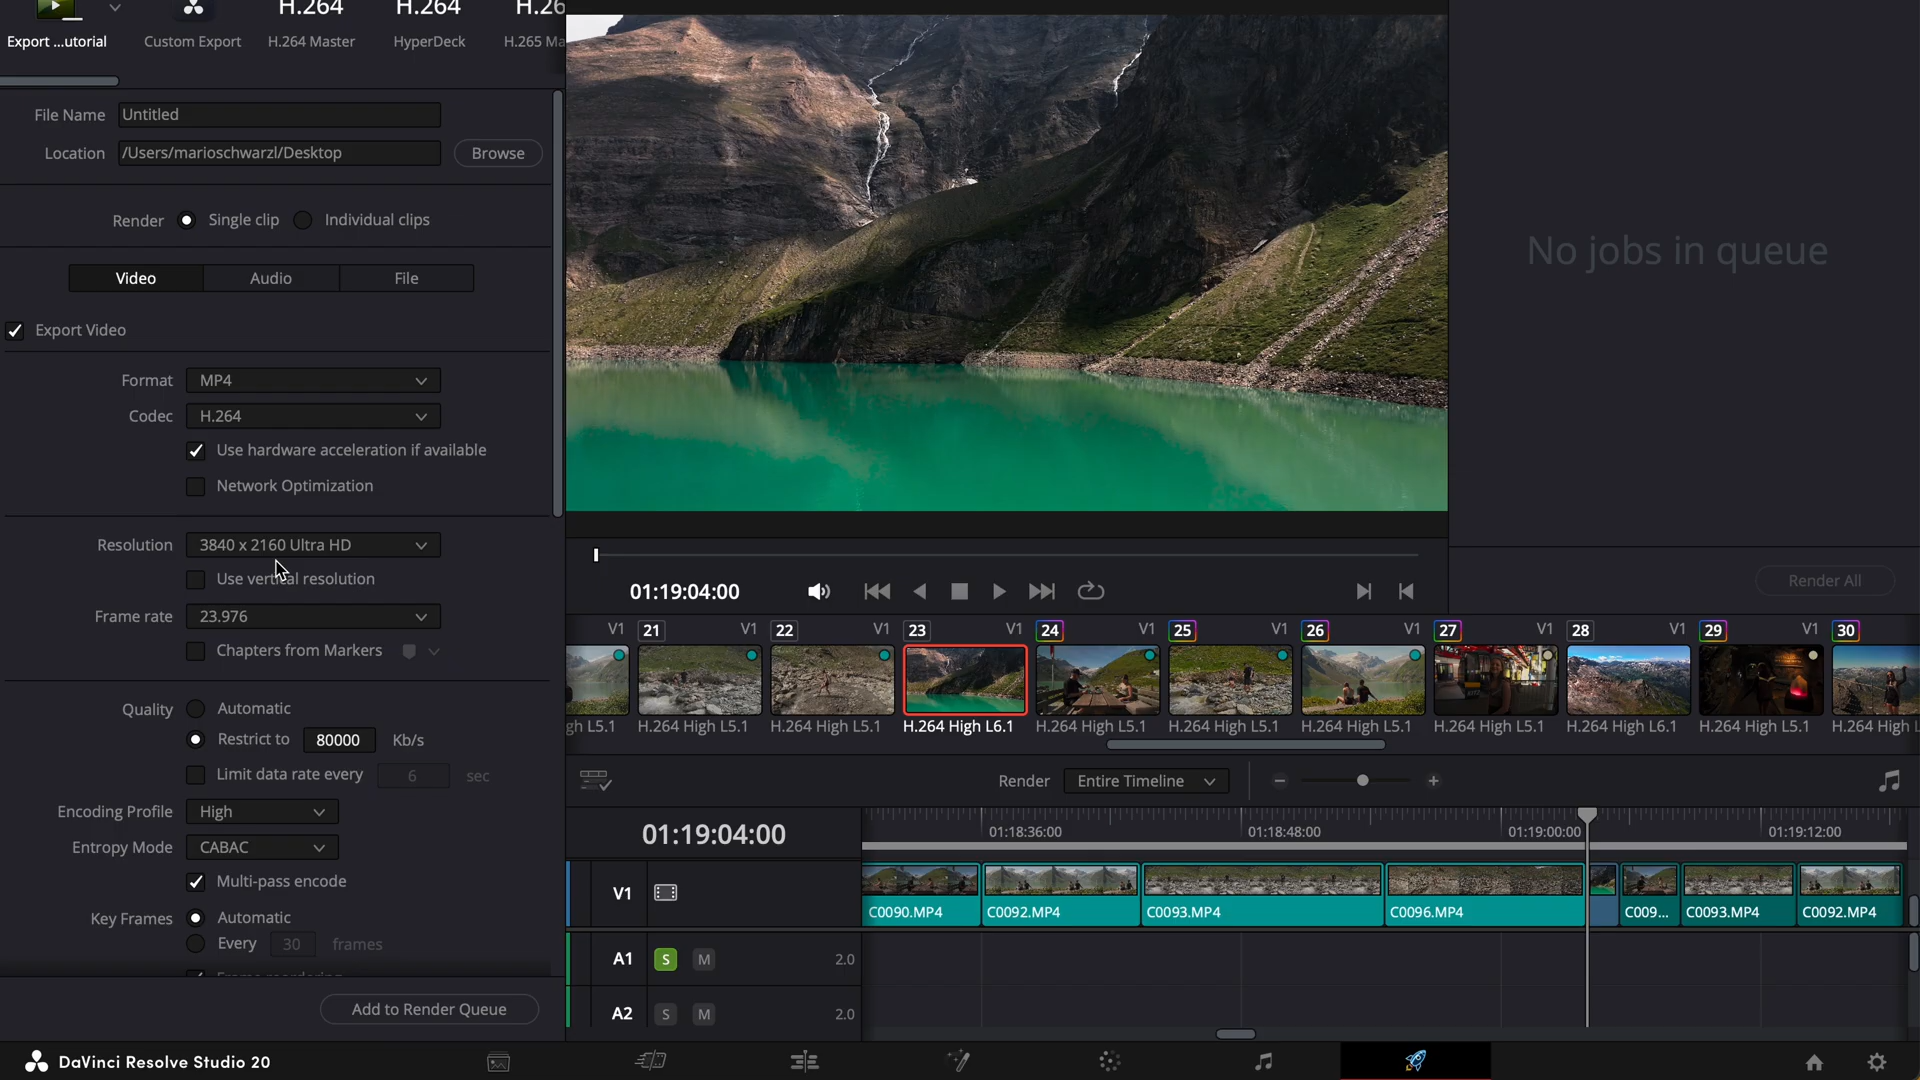 H.264
H.264
H.26
Export ...utorial
Custom Export
H.264 Master
HyperDeck
H.265 Ma
File Name
Untitled
Location
/Users/marioschwarzl/Desktop
Browse
Render
Single clip
Individual clips
Video
Audio
File
Export Video
Format
MP4
Codec
H.264
Use hardware acceleration if available
Network Optimization
Resolution
3840 x 2160 Ultra HD
Use vertical resolution
Frame rate
23.976
Chapters from Markers
Quality
Automatic
Restrict to
80000
Kb/s
Limit data rate every
6
sec
Encoding Profile
High
Entropy Mode
CABAC
Multi-pass encode
Key Frames
Automatic
Every
30
frames
Add to Render Queue
No jobs in queue
Render All
01:19:04:00
V1
21
V1
22
V1
23
V1
24
V1
25
V1
26
V1
27
V1
28
V1
29
V1
30
gh L5.1
H.264 High L5.1
H.264 High L5.1
H.264 High L6.1
H.264 High L5.1
H.264 High L5.1
H.264 High L5.1
H.264 High L5.1
H.264 High L6.1
H.264 High L5.1
H.264 High L
Render
Entire Timeline
01:19:04:00
01:18:36:00
01:18:48:00
01:19:00:00
01:19:12:00
V1
C0090.MP4
C0092.MP4
C0093.MP4
C0096.MP4
C009...
C0093.MP4
C0092.MP4
A1
S
M
2.0
A2
S
M
2.0
DaVinci Resolve Studio 20